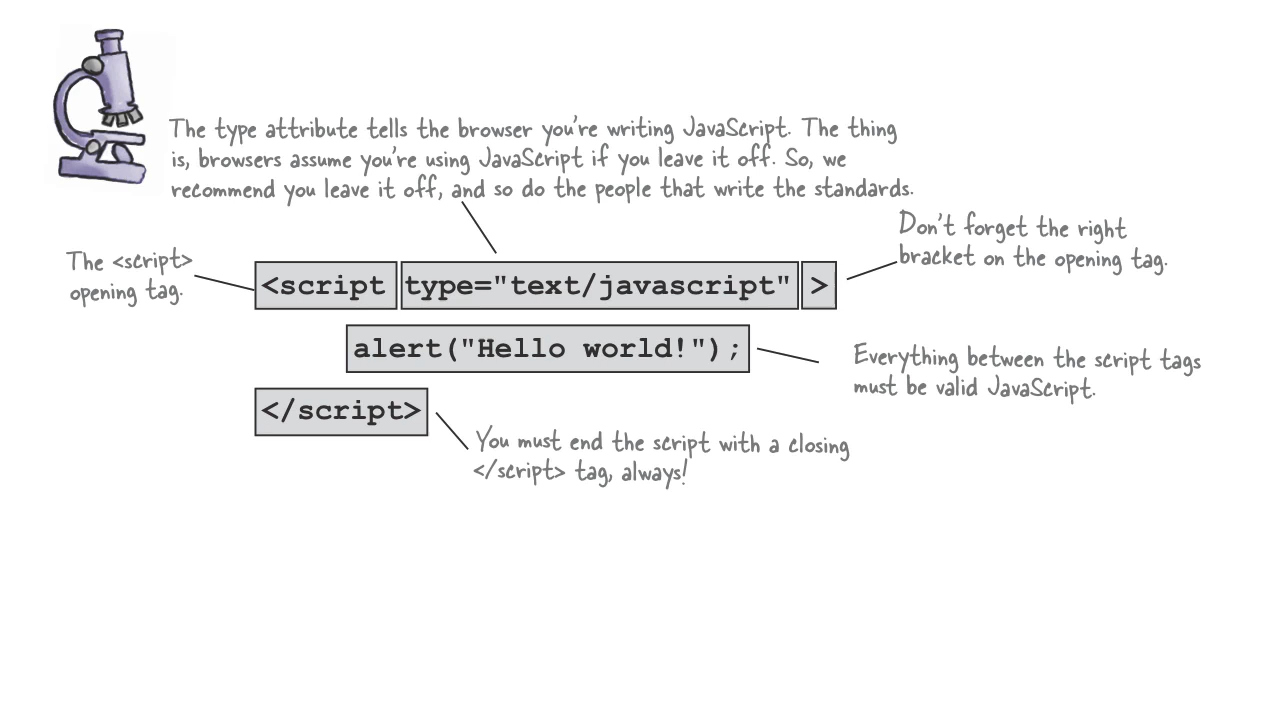 The type attribute tells the browser you're writing JavaScript. The thing
is, browsers assume you're using JavaScript if you leave it off. So, we
recommend you leave it off, and so do the people that write the standards.
Don't forget the right
bracket on the opening tag.
The <script>
opening tag.
<script type="text/javascript" >
alert("Hello world!");
Everything between the script tags
must be valid JavaScript.
</script>
You must end the script with a closing
</script> tag, always!